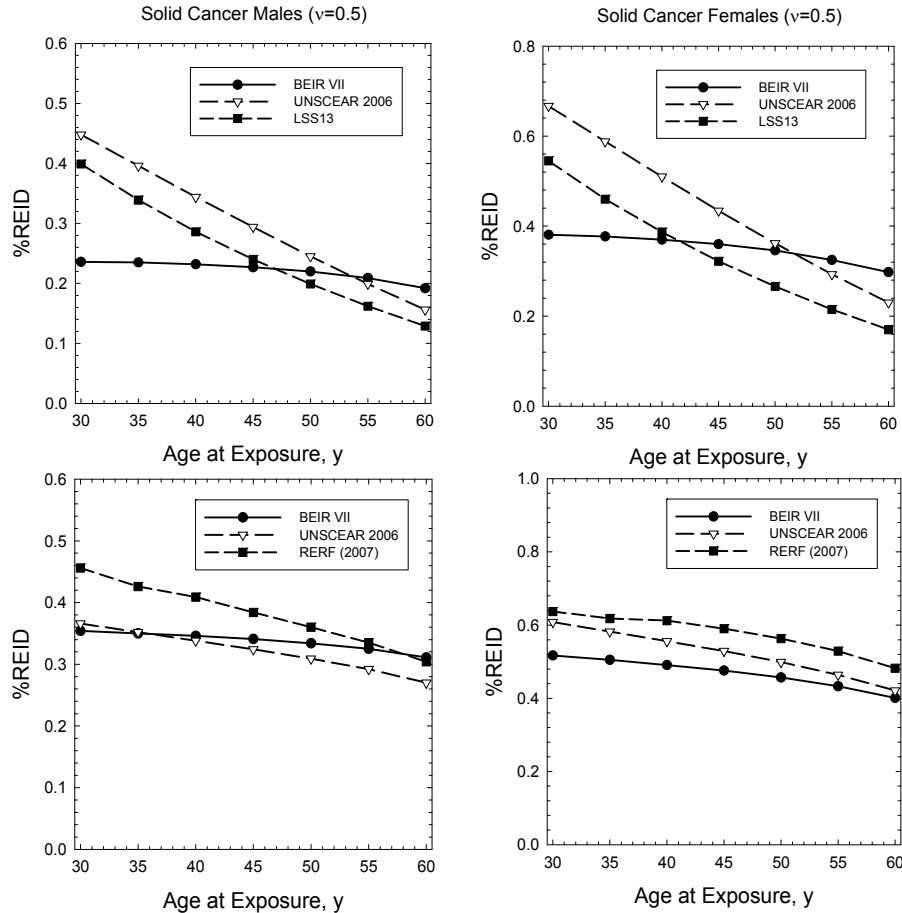 Solid Cancer Males (ν=0.5)
%REID
0.6
0.5
0.4
0.3
0.2
0.1
0.0
BEIR VII
UNSCEAR 2006
LSS13
30 35 40 45 50 55 60
Age at Exposure, y
Solid Cancer Females (ν=0.5)
%REID
0.8
0.6
0.4
0.2
0.0
BEIR VII
UNSCEAR 2006
LSS13
30 35 40 45 50 55 60
Age at Exposure, y
%REID
0.6
0.5
0.4
0.3
0.2
0.1
0.0
BEIR VII
UNSCEAR 2006
RERF (2007)
30 35 40 45 50 55 60
Age at Exposure, y
%REID
1.0
0.8
0.6
0.4
0.2
0.0
BEIR VII
UNSCEAR 2006
RERF (2007)
30 35 40 45 50 55 60
Age at Exposure, y